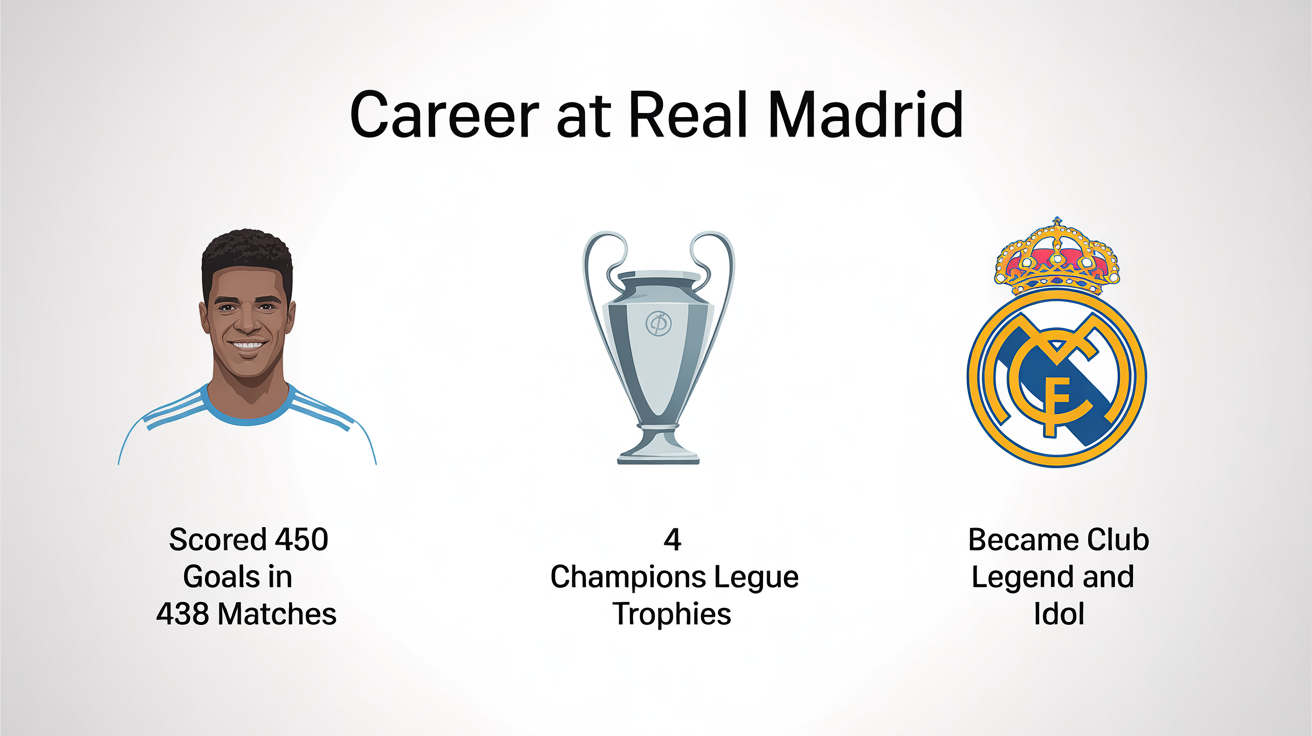 Career at Real Madrid
Scored 450
Goals in
438 Matches
4
Champions Legue
Trophies
Became Club
Legend and
Idol